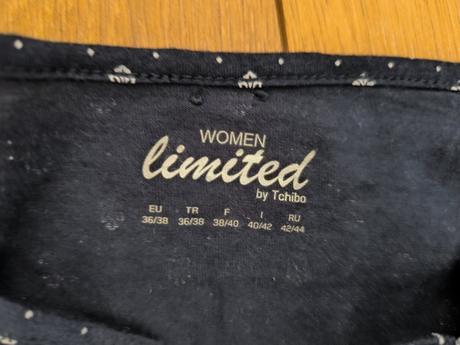 WOMEN
limited
by Tchibo
EU TR F I RU
36/38 36/38 38/40 40/42 42/44